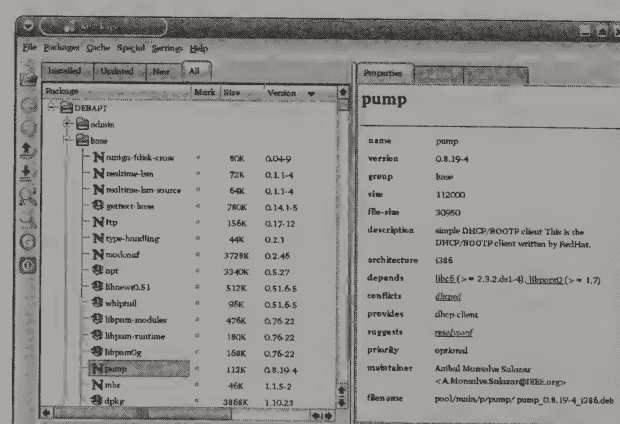 File Packages Cache Special Settings Help
Installed Updated New All
Package Mark Size Version
DEBAPT
admin
base
amiga-fdisk-cross 80K 0.04-9
realtime-lsm 72K 0.1.1-4
realtime-lsm-source 64K 0.1.1-4
gettext-base 780K 0.14.1-5
ftp 156K 0.17-12
type-handling 44K 0.2.1
modconf 3728K 0.2.46
apt 3340K 0.5.27
libnewt0.51 512K 0.51.6-5
whiptail 96K 0.51.6-5
libpam-modules 476K 0.76-22
libpam-runtime 180K 0.76-22
libpam0g 168K 0.76-22
pump 112K 0.8.19-4
mbr 46K 1.1.5-2
dpkg 3868K 1.10.23
Properties
pump
name pump
version 0.8.19-4
group base
size 112000
file-size 30950
description simple DHCP/BOOTP client This is the
DHCP/BOOTP client written by RedHat.
architecture i386
depends libc6 (>= 2.3.2.ds1-4), libpopt0 (>= 1.7)
conflicts dhcpcd
provides dhcp-client
suggests resolvconf
priority optional
maintainer Anibal Monsalve Salazar
<A.Monsalve.Salazar@IEEE.org>
filename pool/main/p/pump/ pump_0.8.19-4_i386.deb